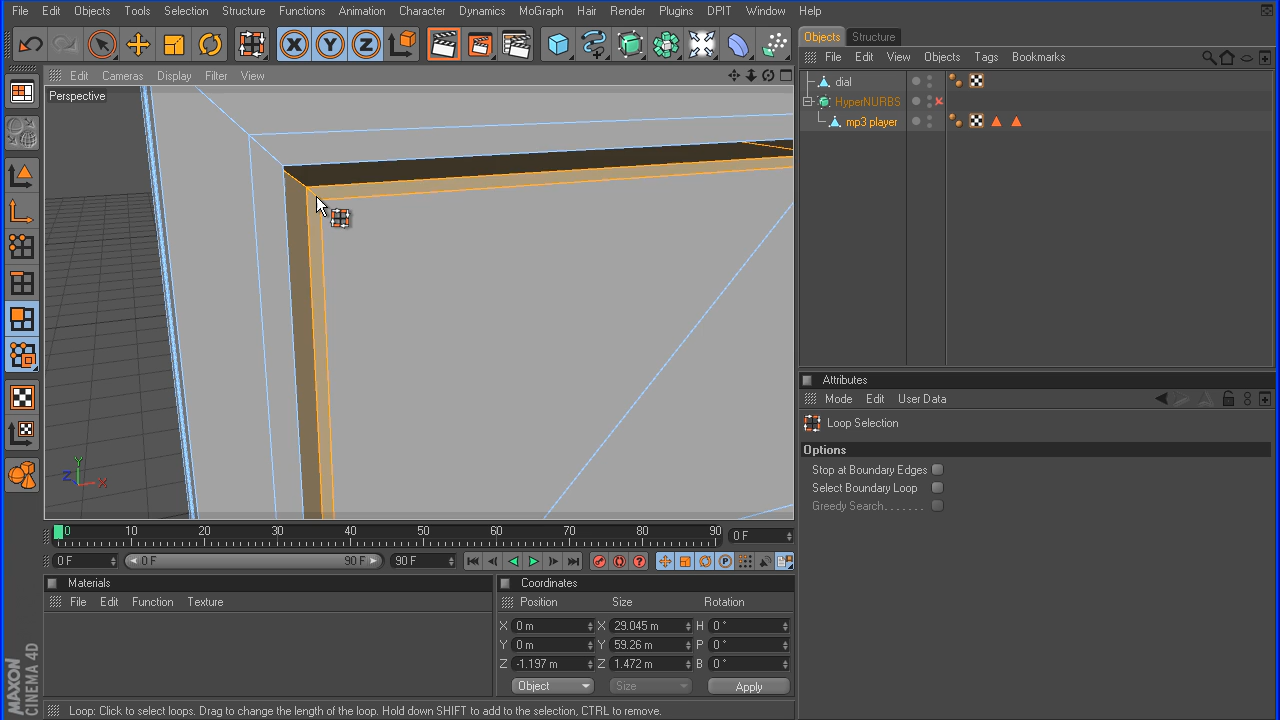 File Edit Objects Tools Selection Structure Functions Animation Character Dynamics MoGraph Hair Render Plugins DPIT Window Help
Objects Structure
File Edit View Objects Tags Bookmarks
Edit Cameras Display Filter View
Perspective
dial
HyperNURBS
mp3 player
Attributes
Mode Edit User Data
Loop Selection
Options
Stop at Boundary Edges
Select Boundary Loop
Greedy Search. . . . . . .
0 10 20 30 40 50 60 70 80 90 0 F
0 F 0 F 90 F 90 F
Materials
File Edit Function Texture
Coordinates
Position Size Rotation
X 0 m X 29.045 m H 0 °
Y 0 m Y 59.26 m P 0 °
Z -1.197 m Z 1.472 m B 0 °
Object Size Apply
MAXON
CINEMA 4D
Loop: Click to select loops. Drag to change the length of the loop. Hold down SHIFT to add to the selection, CTRL to remove.
X Y Z
Y
Z
X
P